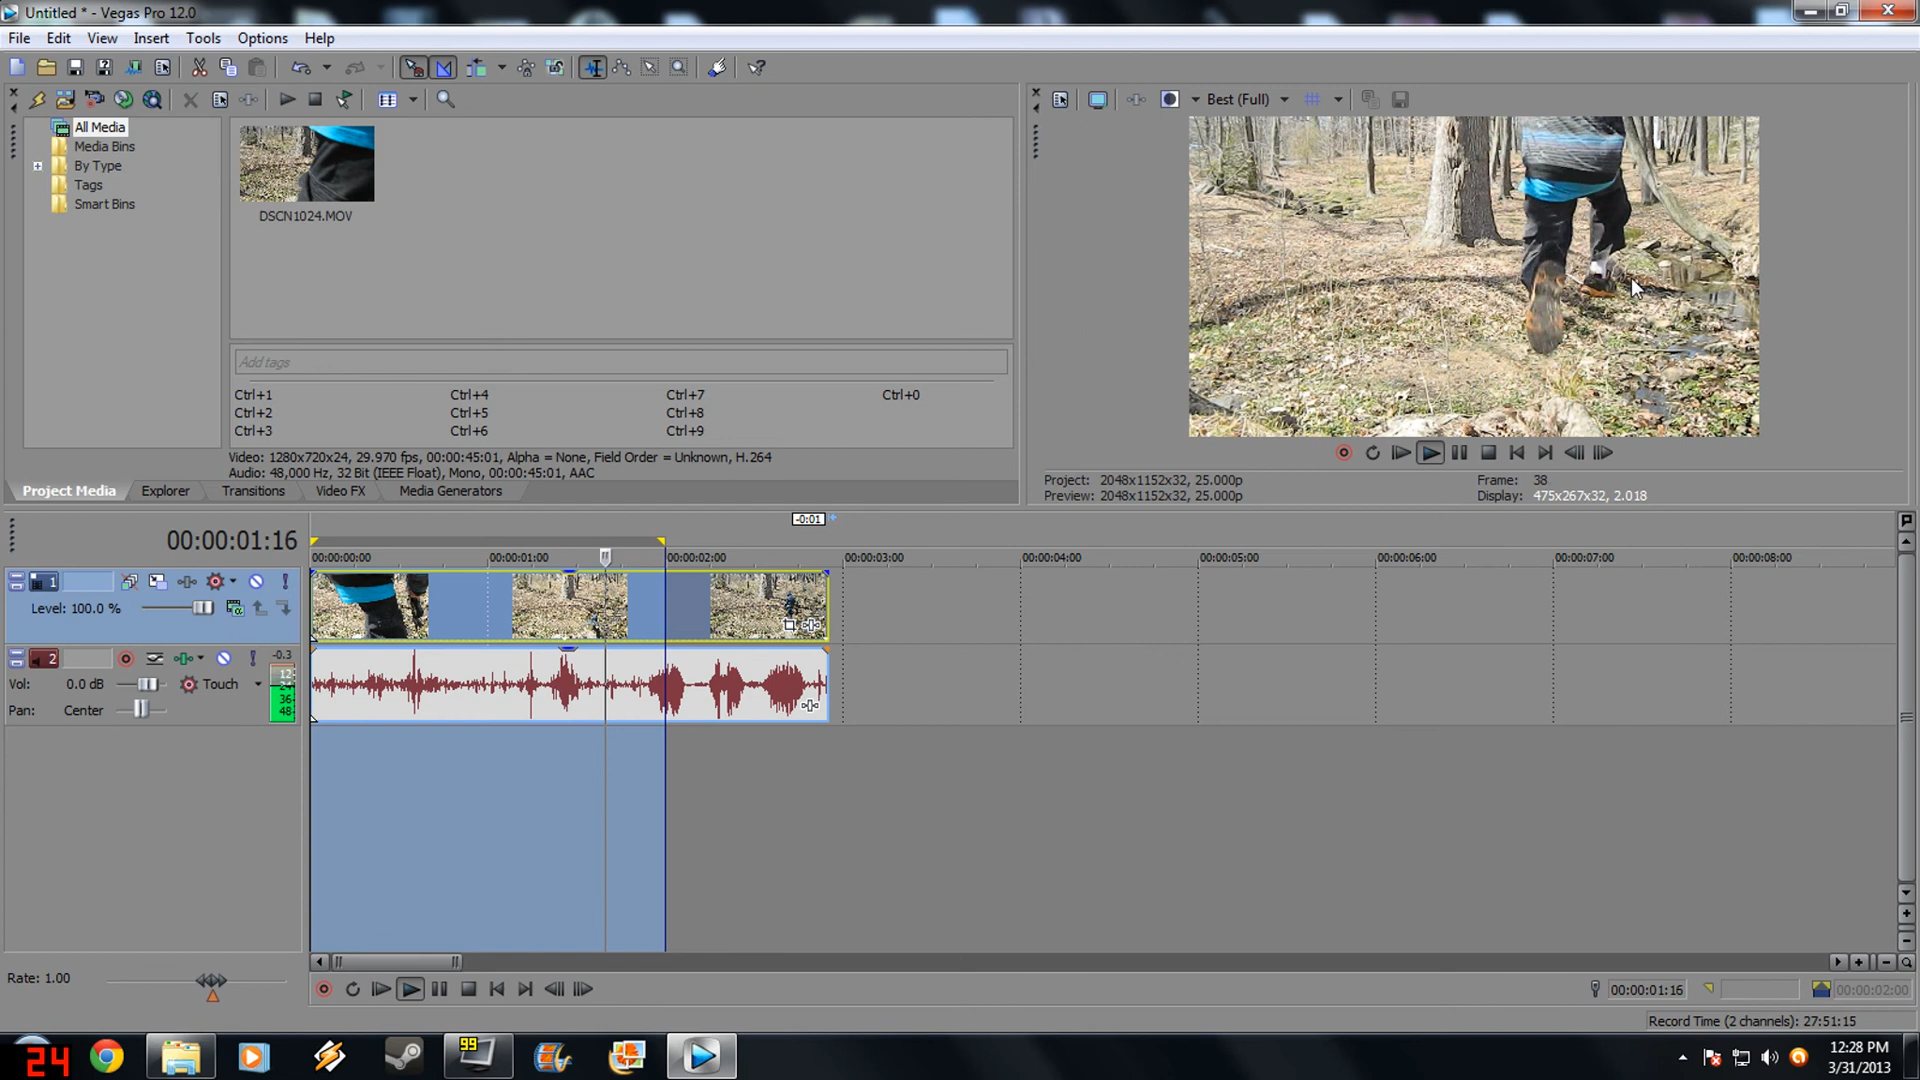 Untitled * - Vegas Pro 12.0
File Edit View Insert Tools Options Help
Best (Full)
All Media
Media Bins
By Type
Tags
Smart Bins
DSCN1024.MOV
Add tags
Ctrl+1 Ctrl+4 Ctrl+7 Ctrl+0
Ctrl+2 Ctrl+5 Ctrl+8
Ctrl+3 Ctrl+6 Ctrl+9
Video: 1280x720x24, 29.970 fps, 00:00:45:01, Alpha = None, Field Order = Unknown, H.264
Audio: 48,000 Hz, 32 Bit (IEEE Float), Mono, 00:00:45:01, AAC
Project Media Explorer Transitions Video FX Media Generators
Project: 2048x1152x32, 25.000p Frame: 38
Preview: 2048x1152x32, 25.000p Display: 475x267x32, 2.018
-0:01
00:00:01:16
00:00:00:00 00:00:01:00 00:00:02:00 00:00:03:00 00:00:04:00 00:00:05:00 00:00:06:00 00:00:07:00 00:00:08:00
1
Level: 100.0 %
2 -0.3
12
24
36
48
Vol: 0.0 dB Touch
Pan: Center
Rate: 1.00
00:00:01:16 00:00:02:00
Record Time (2 channels): 27:51:15
24
99
12:28 PM
3/31/2013